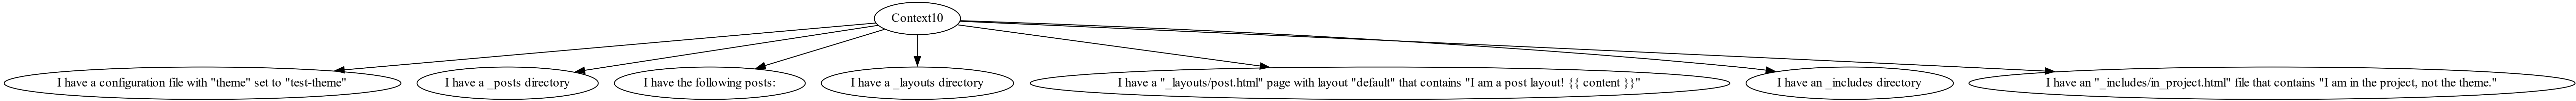 Context10
I have a configuration file with "theme" set to "test-theme"
I have a _posts directory
I have the following posts:
I have a _layouts directory
I have a "_layouts/post.html" page with layout "default" that contains "I am a post layout! {{ content }}"
I have an _includes directory
I have an "_includes/in_project.html" file that contains "I am in the project, not the theme."